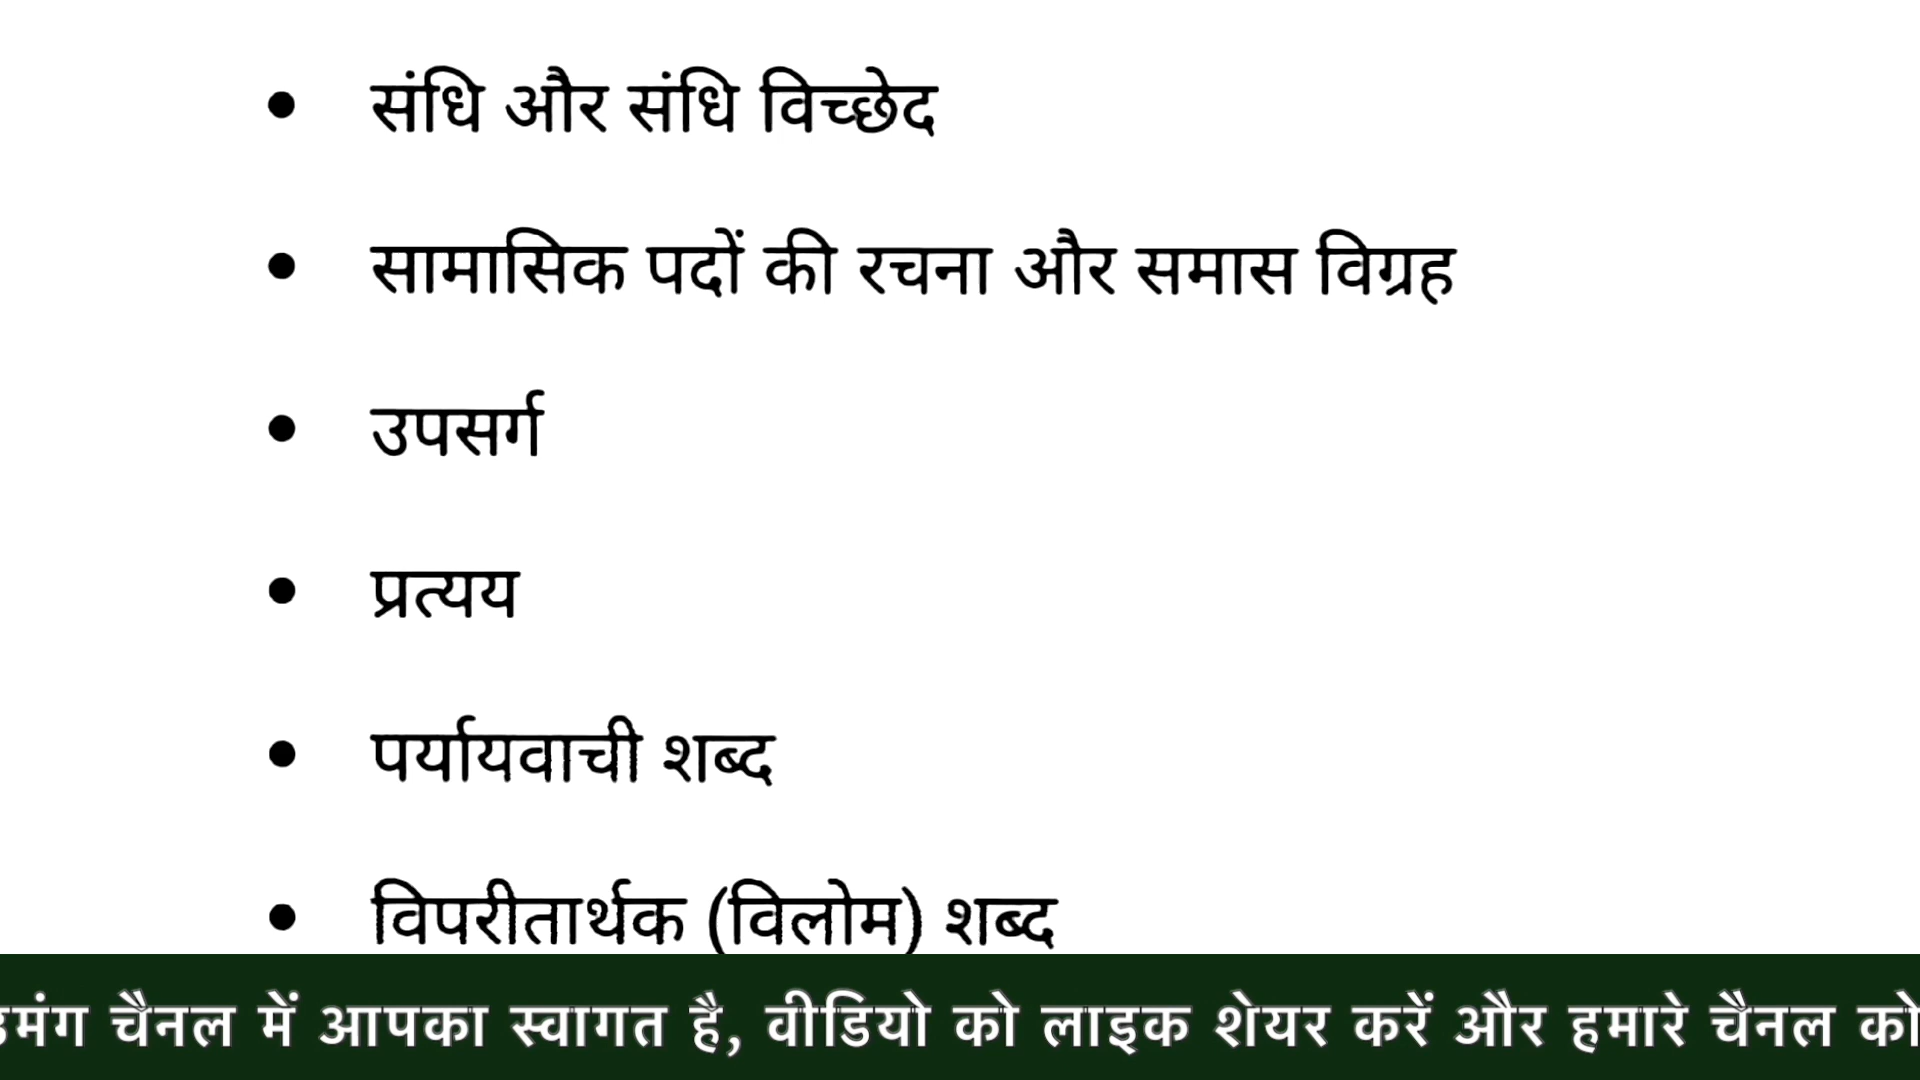 • संधि और संधि विच्छेद
• सामासिक पदों की रचना और समास विग्रह
• उपसर्ग
• प्रत्यय
• पर्यायवाची शब्द
• विपरीतार्थक (विलोम) शब्द
उमंग चैनल में आपका स्वागत है, वीडियो को लाइक शेयर करें और हमारे चैनल को